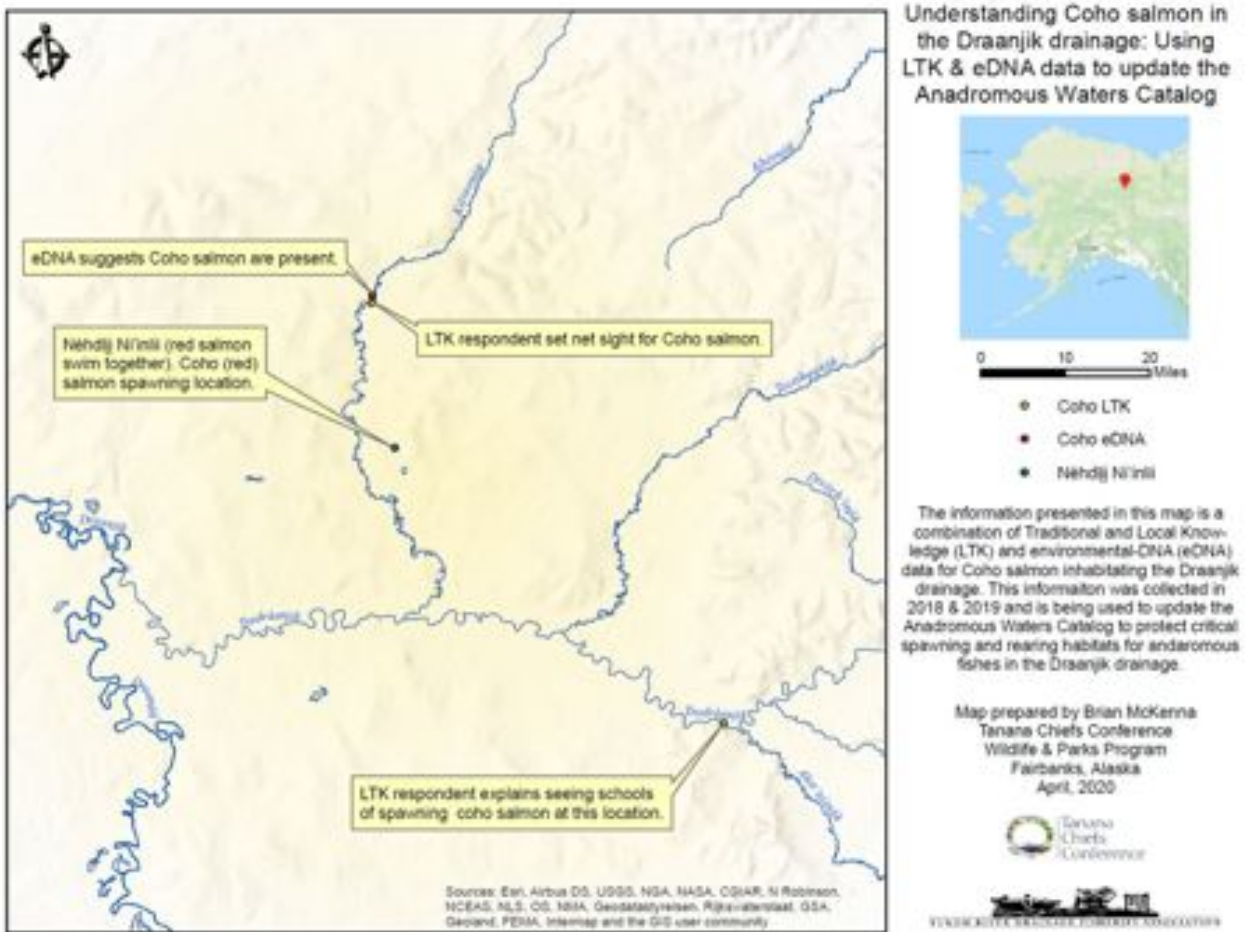 Understanding Coho salmon in
the Draanjik drainage: Using
LTK & eDNA data to update the
Anadromous Waters Catalog
0 10 20
Miles
Coho LTK
Coho eDNA
Nèhdlįį Ni'inlii
The information presented in this map is a
combination of Traditional and Local Know-
ledge (LTK) and environmental-DNA (eDNA)
data for Coho salmon inhabitating the Draanjik
drainage. This informaiton was collected in
2018 & 2019 and is being used to update the
Anadromous Waters Catalog to protect critical
spawning and rearing habitats for andaromous
fishes in the Draanjik drainage.
Map prepared by Brian McKenna
Tanana Chiefs Conference
Wildlife & Parks Program
Fairbanks, Alaska
April, 2020
Tanana
Chiefs
Conference
YUKON RIVER DRAINAGE FISHERIES ASSOCIATION
eDNA suggests Coho salmon are present.
LTK respondent set net sight for Coho salmon.
Nèhdlįį Ni'inlii (red salmon
swim together). Coho (red)
salmon spawning location.
LTK respondent explains seeing schools
of spawning coho salmon at this location.
Sources: Esri, Airbus DS, USGS, NGA, NASA, CGIAR, N Robinson,
NCEAS, NLS, OS, NMA, Geodatastyrelsen, Rijkswaterstaat, GSA,
Geoland, FEMA, Intermap and the GIS user community